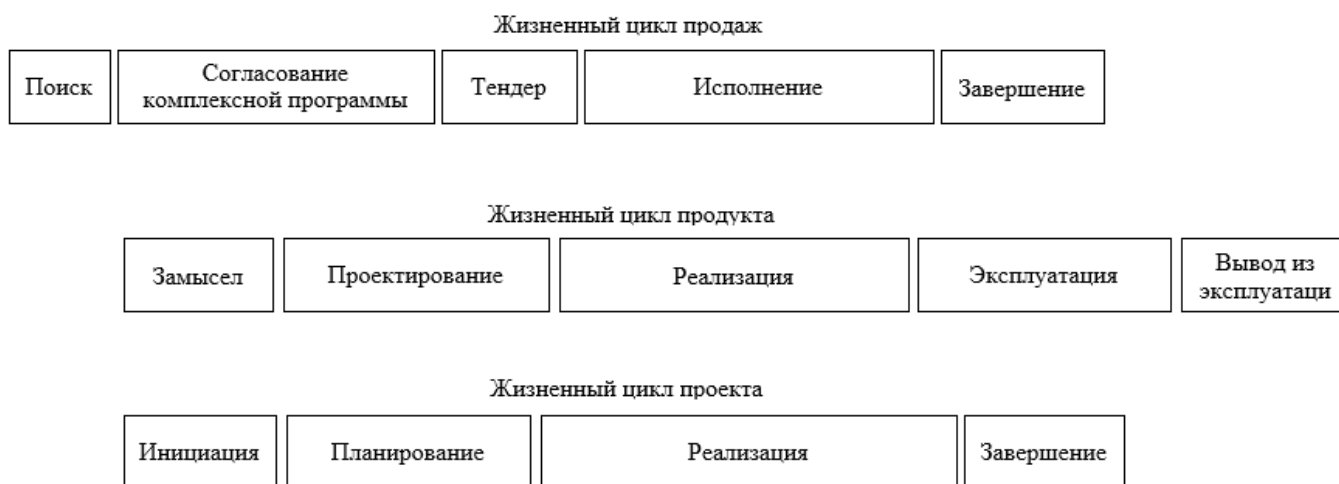 Жизненный цикл продаж
Поиск
Согласование
комплексной программы
Тендер
Исполнение
Завершение
Жизненный цикл продукта
Замысел
Проектирование
Реализация
Эксплуатация
Вывод из
эксплуатаци
Жизненный цикл проекта
Инициация
Планирование
Реализация
Завершение